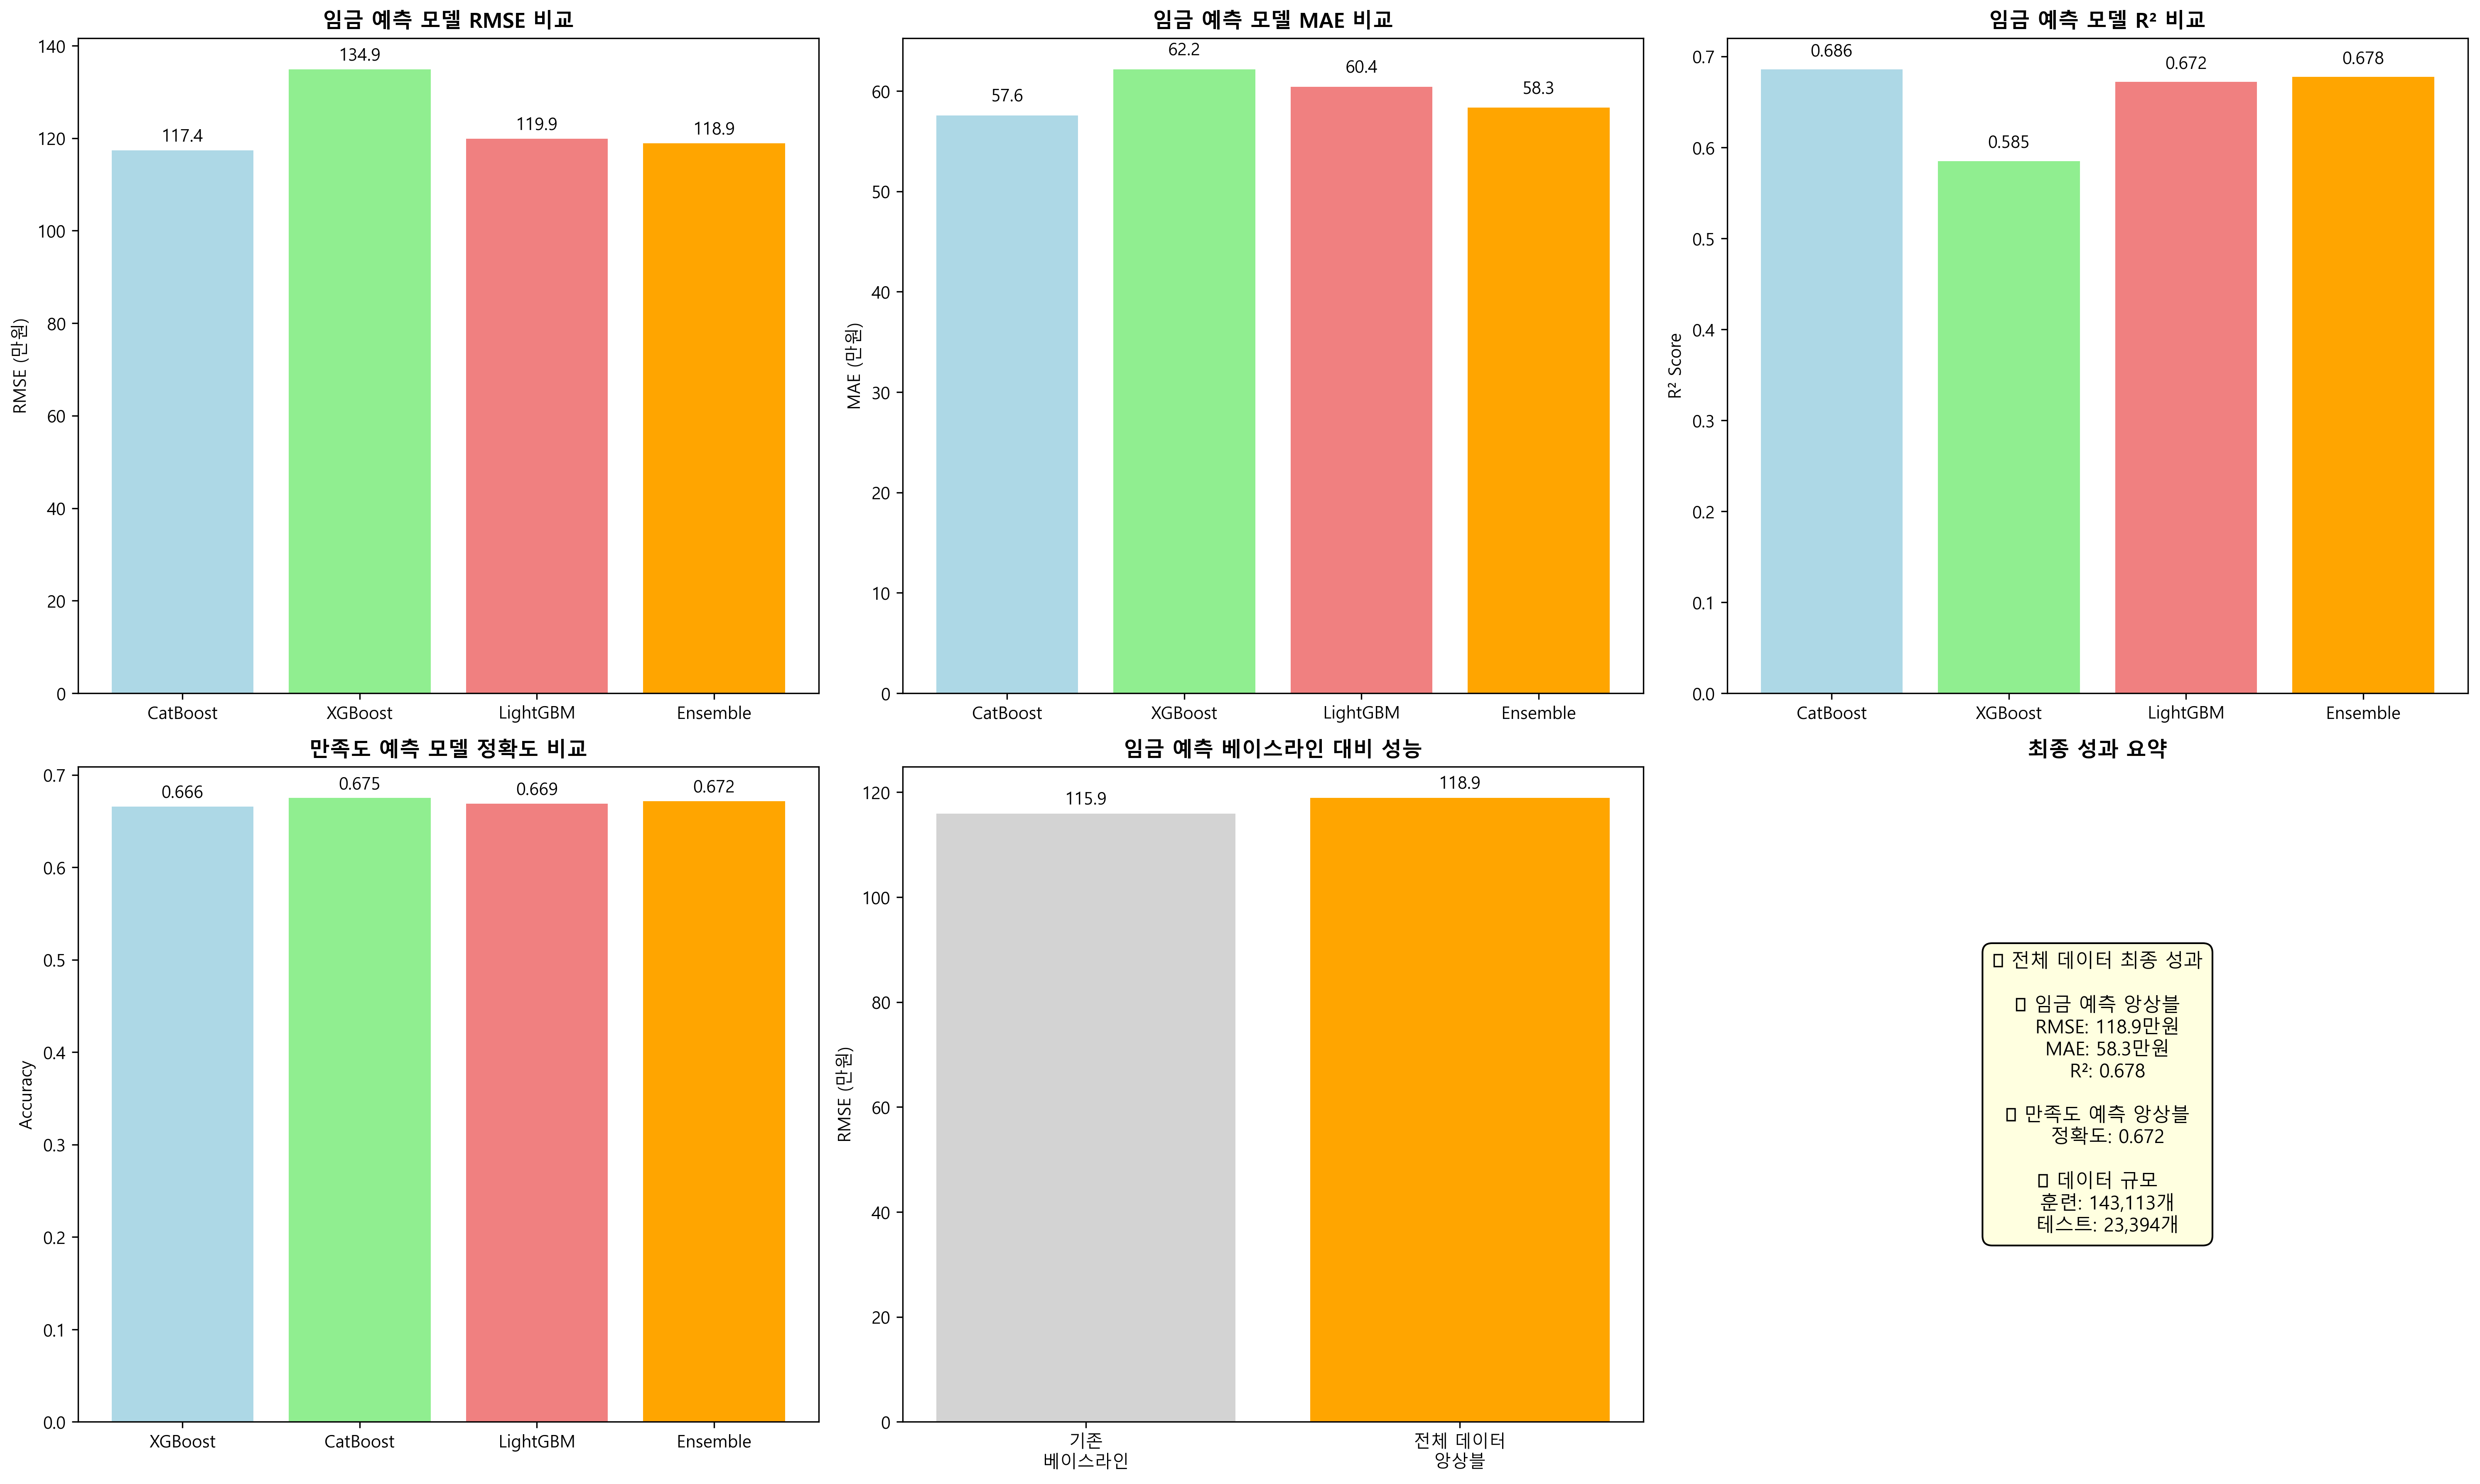 임금 예측 모델 RMSE 비교
140
120
100
80
60
40
20
0
RMSE (만원)
117.4
134.9
119.9
118.9
CatBoost
XGBoost
LightGBM
Ensemble
임금 예측 모델 MAE 비교
60
50
40
30
20
10
0
MAE (만원)
57.6
62.2
60.4
58.3
CatBoost
XGBoost
LightGBM
Ensemble
임금 예측 모델 R² 비교
0.7
0.6
0.5
0.4
0.3
0.2
0.1
0.0
R² Score
0.686
0.585
0.672
0.678
CatBoost
XGBoost
LightGBM
Ensemble
만족도 예측 모델 정확도 비교
0.7
0.6
0.5
0.4
0.3
0.2
0.1
0.0
Accuracy
0.666
0.675
0.669
0.672
XGBoost
CatBoost
LightGBM
Ensemble
임금 예측 베이스라인 대비 성능
120
100
80
60
40
20
0
RMSE (만원)
115.9
118.9
기존
베이스라인
전체 데이터
앙상블
최종 성과 요약
▯ 전체 데이터 최종 성과
▯ 임금 예측 앙상블
RMSE: 118.9만원
MAE: 58.3만원
R²: 0.678
▯ 만족도 예측 앙상블
정확도: 0.672
▯ 데이터 규모
훈련: 143,113개
테스트: 23,394개